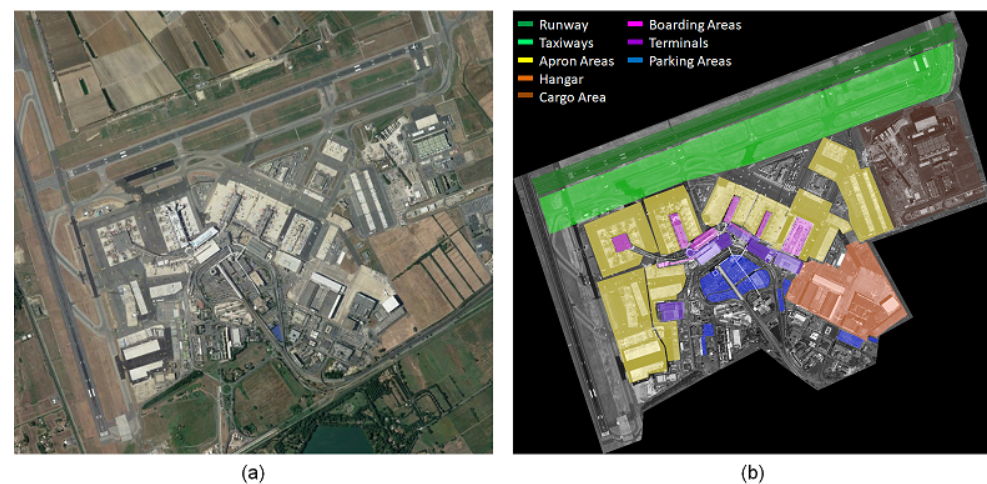 Runway
Taxiways
Apron Areas
Hangar
Cargo Area
Boarding Areas
Terminals
Parking Areas
(a)
(b)